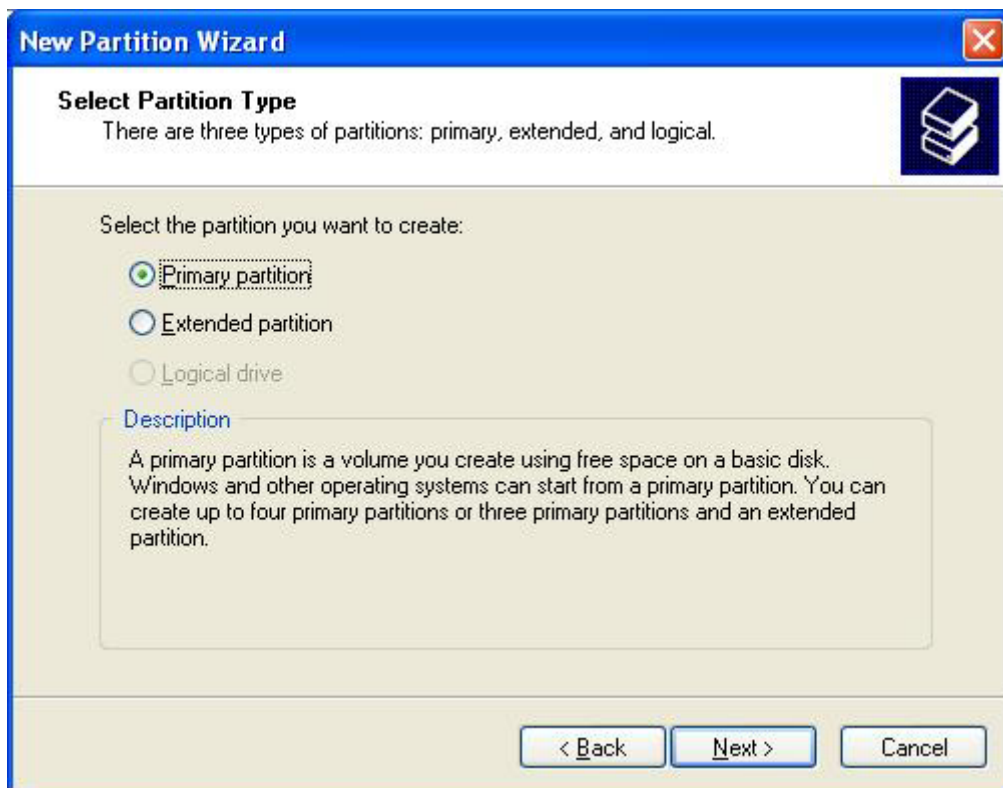 New Partition Wizard
Select Partition Type
There are three types of partitions: primary, extended, and logical.
Select the partition you want to create:
Primary partition
Extended partition
Logical drive
Description
A primary partition is a volume you create using free space on a basic disk.
Windows and other operating systems can start from a primary partition. You can
create up to four primary partitions or three primary partitions and an extended
partition.
< Back
Next >
Cancel